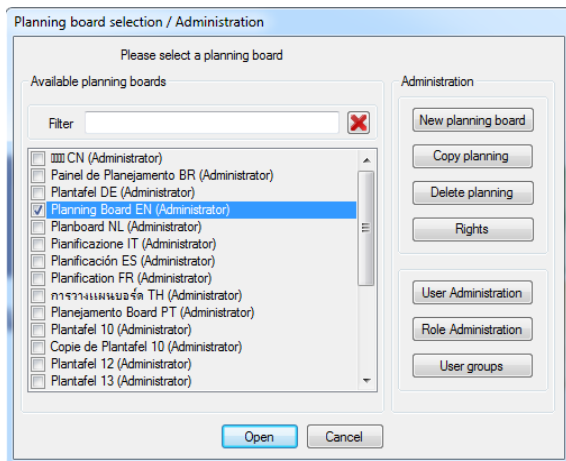 Planning board selection / Administration
Please select a planning board
Available planning boards
Filter
CN (Administrator)
Painel de Planejamento BR (Administrator)
Plantafel DE (Administrator)
Planning Board EN (Administrator)
Planboard NL (Administrator)
Pianificazione IT (Administrator)
Planificación ES (Administrator)
Planification FR (Administrator)
การวางแผนบอร์ด TH (Administrator)
Planejamento Board PT (Administrator)
Plantafel 10 (Administrator)
Copie de Plantafel 10 (Administrator)
Plantafel 12 (Administrator)
Plantafel 13 (Administrator)
Administration
New planning board
Copy planning
Delete planning
Rights
User Administration
Role Administration
User groups
Open
Cancel